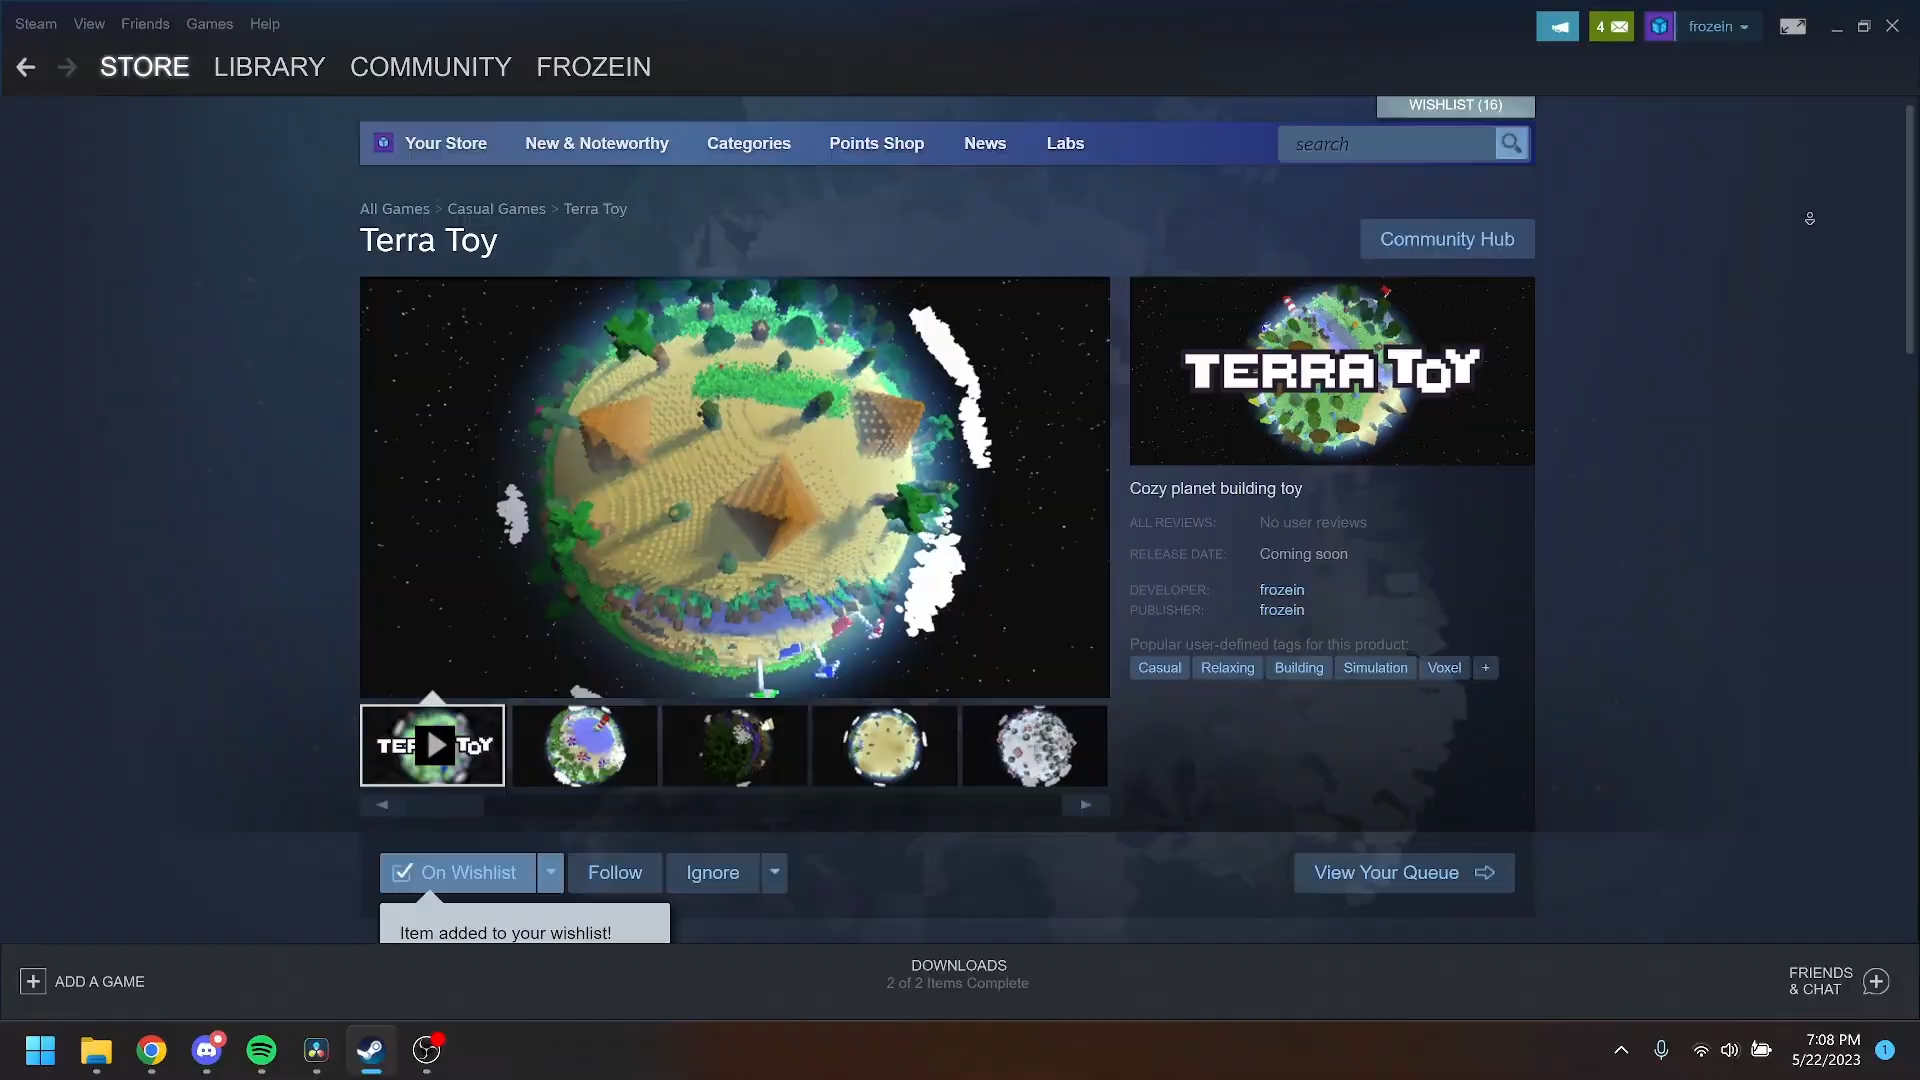 Steam View Friends Games Help
4
frozein
STORE LIBRARY COMMUNITY FROZEIN
WISHLIST (16)
Your Store New & Noteworthy Categories Points Shop News Labs
search
All Games > Casual Games > Terra Toy
Terra Toy
Community Hub
TERRA TOY
Cozy planet building toy
ALL REVIEWS: No user reviews
RELEASE DATE: Coming soon
DEVELOPER: frozein
PUBLISHER: frozein
Popular user-defined tags for this product:
Casual Relaxing Building Simulation Voxel +
TER TOY
On Wishlist Follow Ignore
View Your Queue
Item added to your wishlist!
ADD A GAME
DOWNLOADS
2 of 2 Items Complete
FRIENDS
& CHAT
7:08 PM
5/22/2023
1